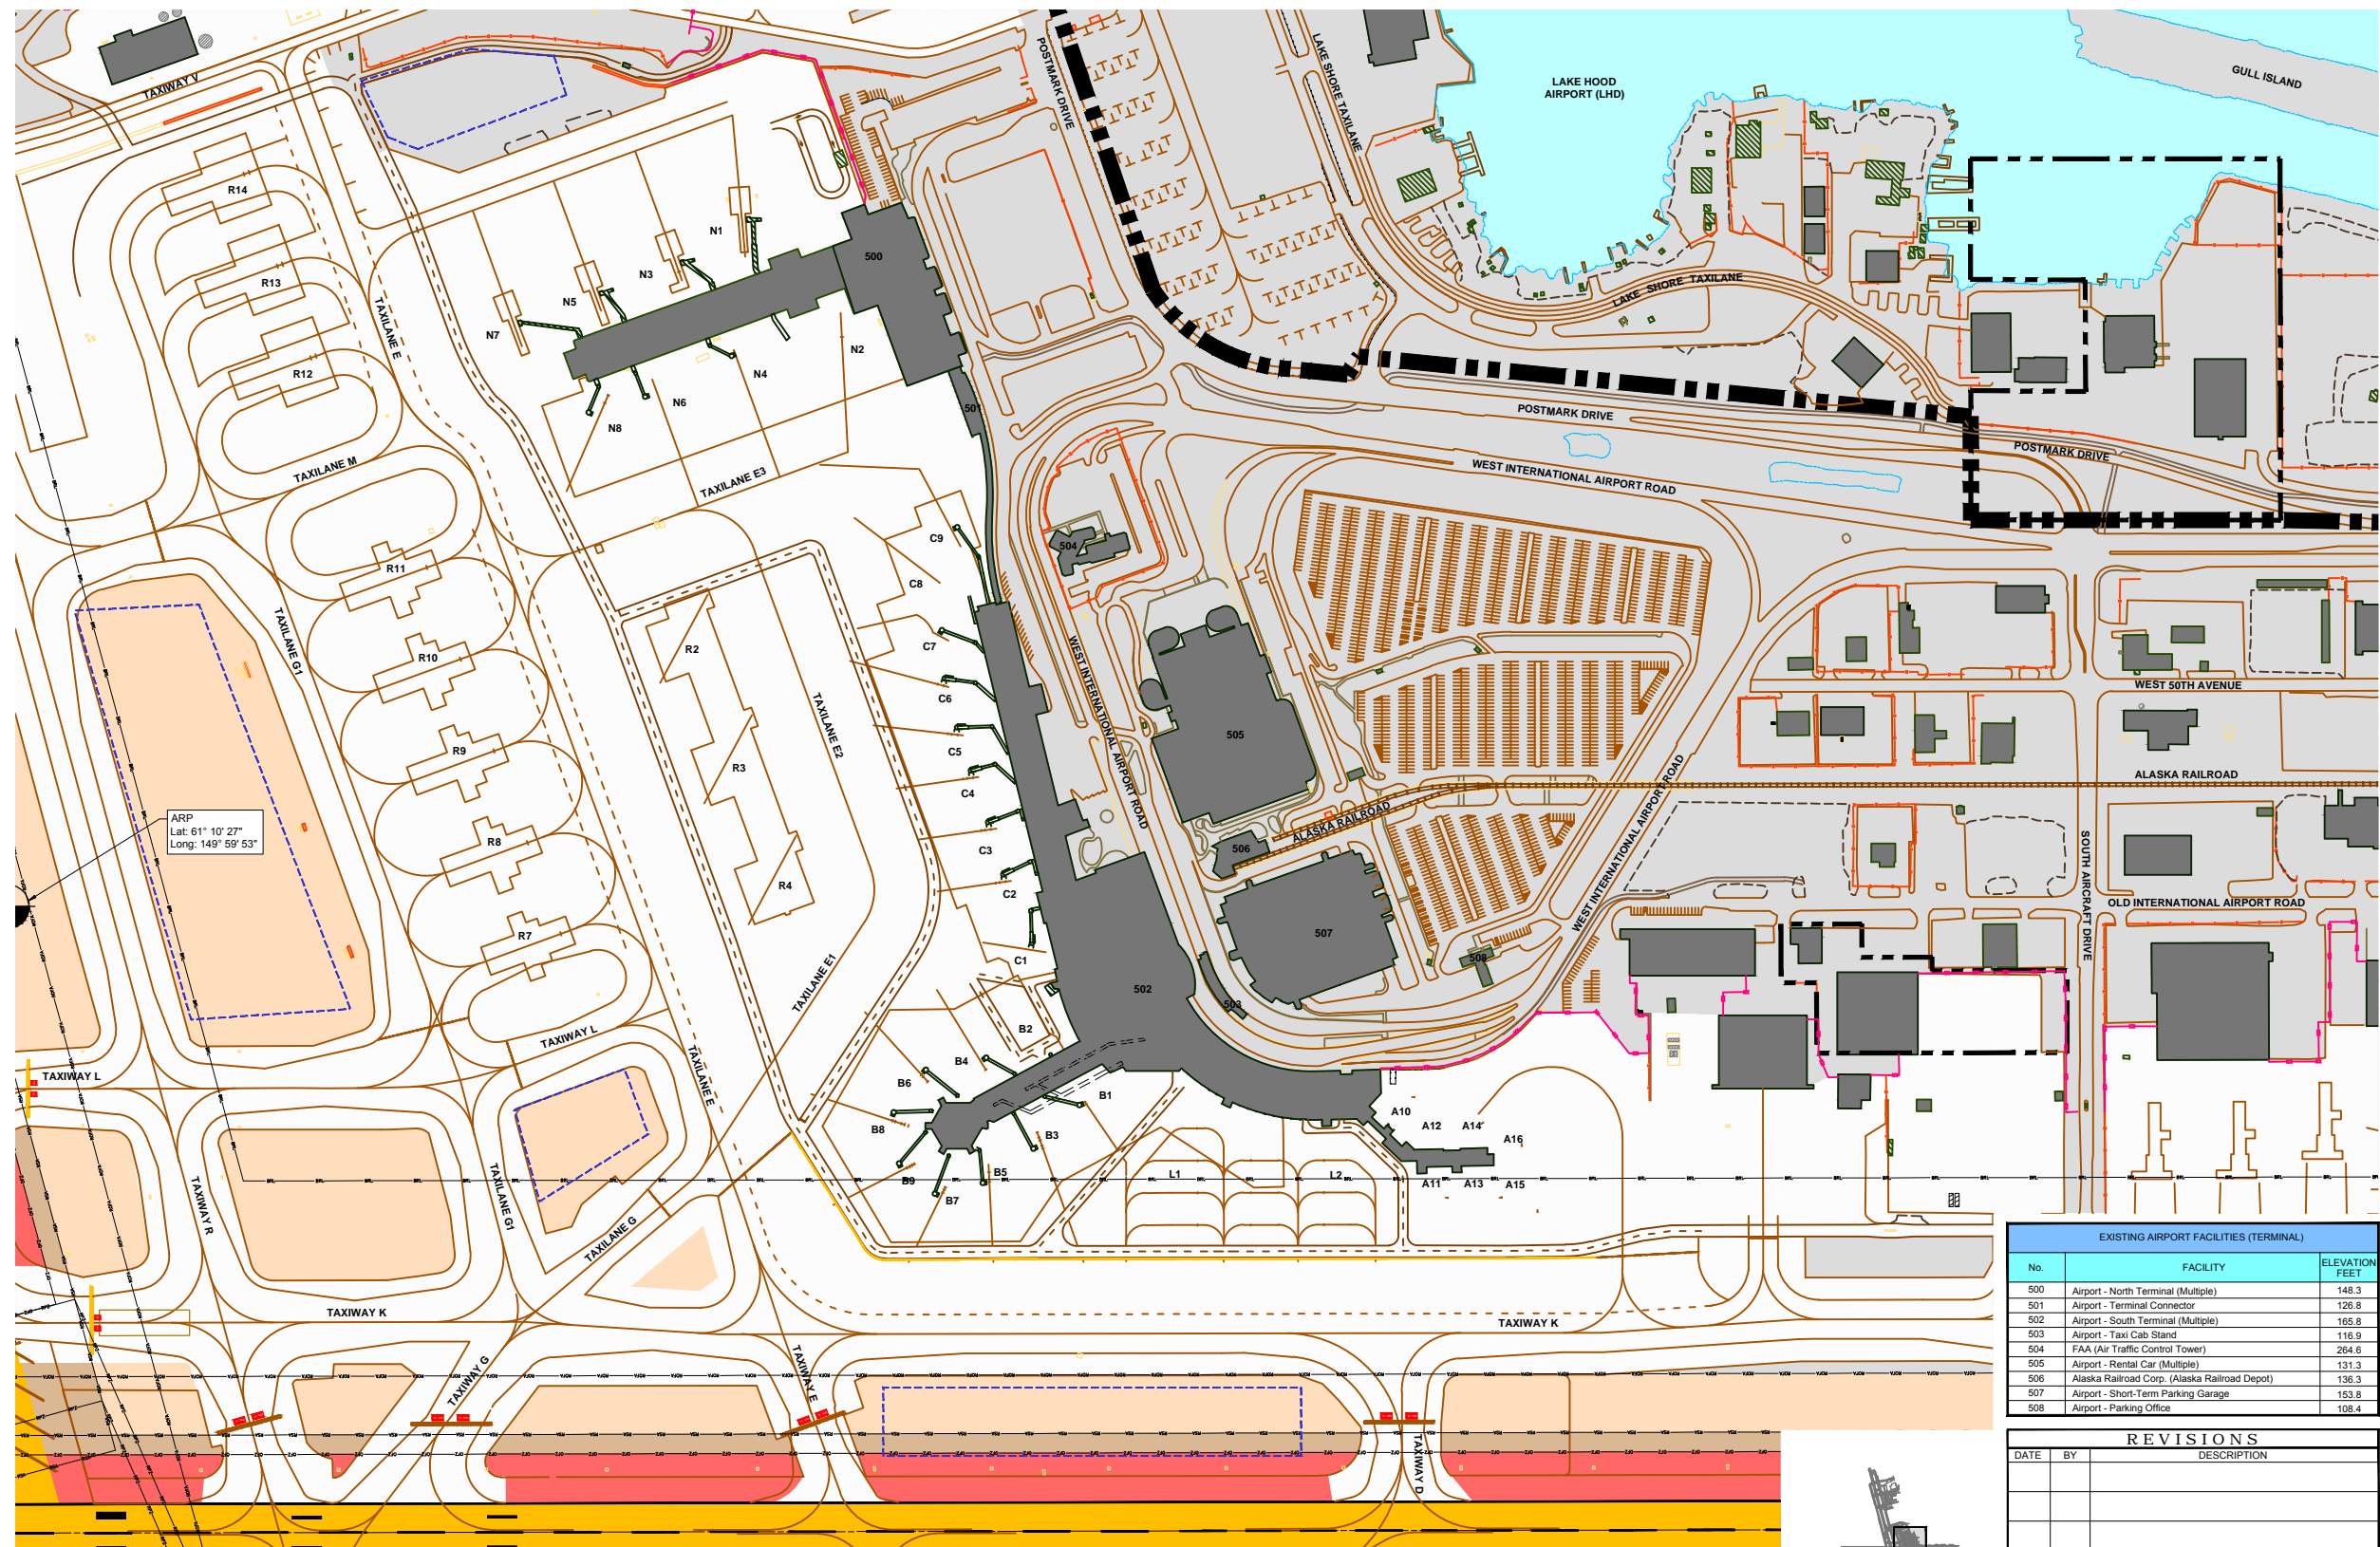 TAXIWAY V
POSTMARK DRIVE
LAKE SHORE TAXILANE
LAKE HOOD
AIRPORT (LHD)
GULL ISLAND
R14
R13
R12
TAXILANE E
N1
N3
N5
N7
500
N2
N4
N6
N8
501
LAKE SHORE TAXILANE
POSTMARK DRIVE
POSTMARK DRIVE
WEST INTERNATIONAL AIRPORT ROAD
TAXILANE M
TAXILANE E3
C9
C8
C7
C6
C5
C4
C3
C2
C1
504
R11
R10
R9
R8
R7
TAXILANE G1
R2
R3
R4
TAXILANE E2
TAXILANE E1
WEST INTERNATIONAL AIRPORT ROAD
505
506
507
508
503
502
ALASKA RAILROAD
WEST INTERNATIONAL AIRPORT ROAD
WEST INTERNATIONAL AIRPORT ROAD
WEST 50TH AVENUE
ALASKA RAILROAD
SOUTH AIRCRAFT DRIVE
OLD INTERNATIONAL AIRPORT ROAD
ARP
Lat: 61° 10' 27"
Long: 149° 59' 53"
B2
B4
B6
B8
B9
B7
B5
B3
B1
A10
A12
A14
A16
A11
A13
A15
L1
L2
TAXIWAY L
TAXIWAY L
TAXILANE E
TAXIWAY R
TAXILANE G1
TAXILANE G
TAXIWAY K
TAXIWAY K
TAXIWAY G
TAXIWAY E
TAXIWAY D
EXISTING AIRPORT FACILITIES (TERMINAL)
No. FACILITY ELEVATION FEET
500 Airport - North Terminal (Multiple) 148.3
501 Airport - Terminal Connector 126.8
502 Airport - South Terminal (Multiple) 165.8
503 Airport - Taxi Cab Stand 116.9
504 FAA (Air Traffic Control Tower) 264.6
505 Airport - Rental Car (Multiple) 131.3
506 Alaska Railroad Corp. (Alaska Railroad Depot) 136.3
507 Airport - Short-Term Parking Garage 153.8
508 Airport - Parking Office 108.4
REVISIONS
DATE BY DESCRIPTION